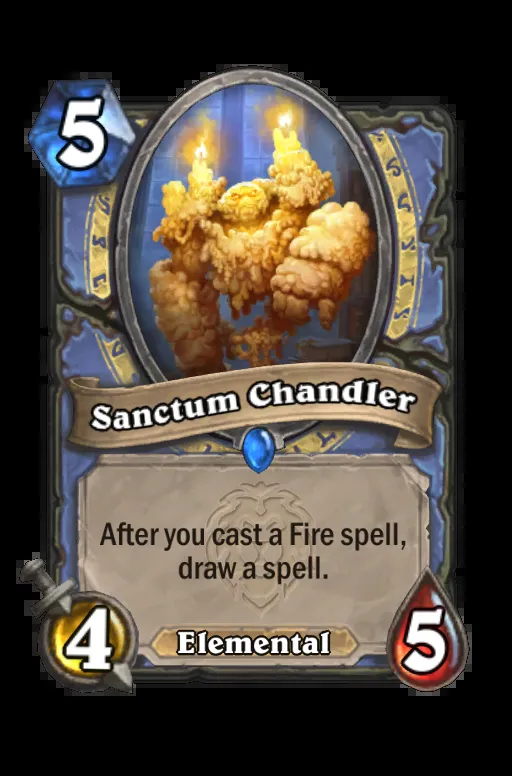 5
Sanctum Chandler
After you cast a Fire spell,
draw a spell.
4
Elemental
5